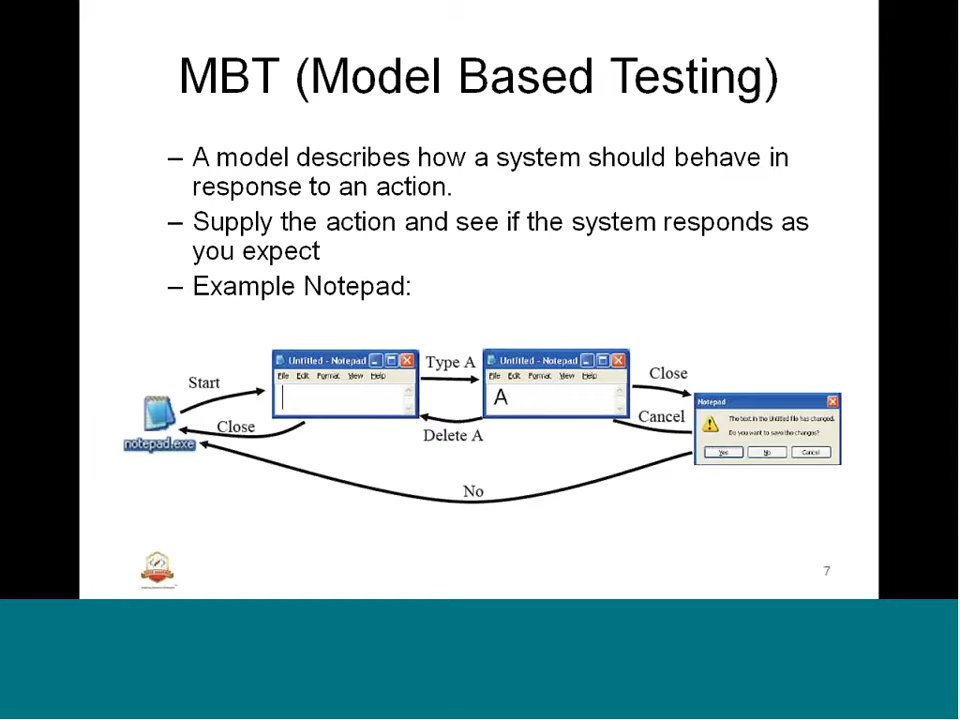 MBT (Model Based Testing)
– A model describes how a system should behave in
response to an action.
– Supply the action and see if the system responds as
you expect
– Example Notepad:
Untitled - Notepad
File Edit Format View Help
Type A
Untitled - Notepad
File Edit Format View Help
A
Start
Close
notepad.exe
Close
Delete A
Cancel
Notepad
The text in the Untitled file has changed.
Do you want to save the changes?
Yes No Cancel
No
7